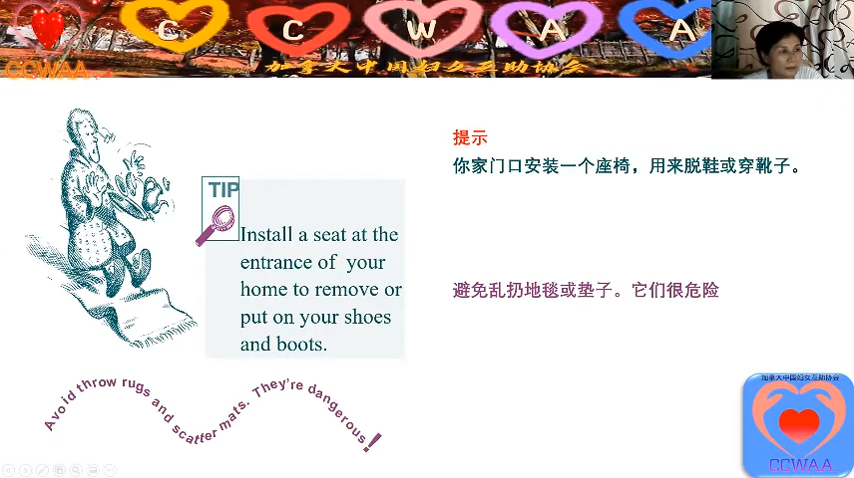 C C W A A
CCWAA
加拿大中国妇女互助协会
提示
你家门口安装一个座椅，用来脱鞋或穿靴子。
TIP
Install a seat at the
entrance of your
home to remove or
put on your shoes
and boots.
避免乱扔地毯或垫子。它们很危险
Avoid throw rugs and scatter mats. They're dangerous!
加拿大中国妇女互助协会
CCWAA